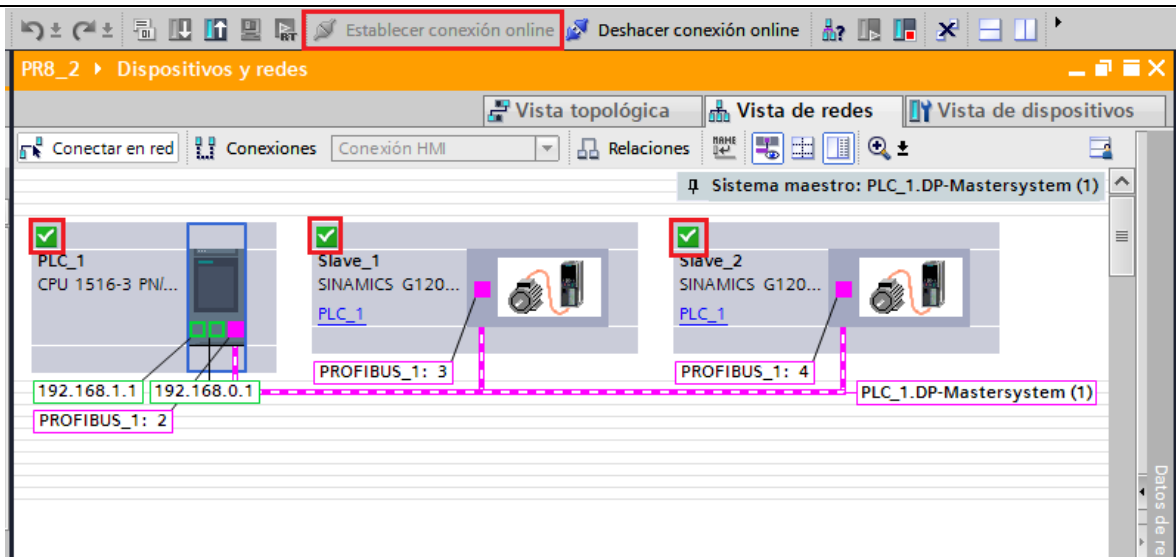 Establecer conexión online Deshacer conexión online
PR8_2 Dispositivos y redes
Vista topológica Vista de redes Vista de dispositivos
Conectar en red Conexiones Conexión HMI Relaciones
Sistema maestro: PLC_1.DP-Mastersystem (1)
PLC_1 Slave_1 Slave_2
CPU 1516-3 PN/... SINAMICS G120... SINAMICS G120...
PLC_1 PLC_1
PROFIBUS_1: 3 PROFIBUS_1: 4
192.168.1.1 192.168.0.1 PLC_1.DP-Mastersystem (1)
PROFIBUS_1: 2
Datos de re